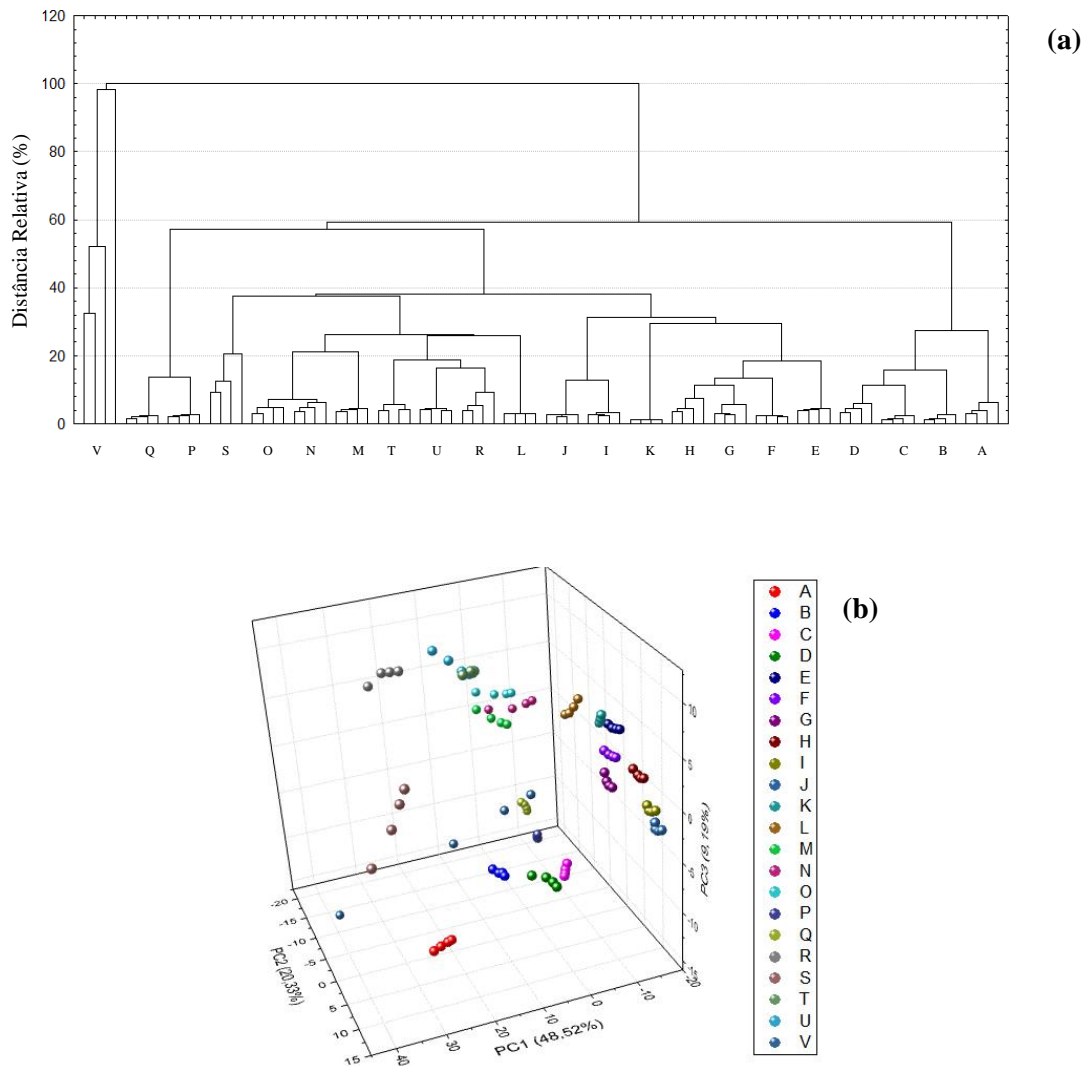 120
(a)
100
80
60
40
20
0
Distância Relativa (%)
V Q P S O N M T U R L J I K H G F E D C B A
(b)
A
B
C
D
E
F
G
H
I
J
K
L
M
N
O
P
Q
R
S
T
U
V
10
5
0
-5
-10
PC3 (9,19%)
-20
-15
-10
-5
0
5
10
15
PC2 (20,33%)
40
30
20
10
0
-10
-20
PC1 (48,52%)